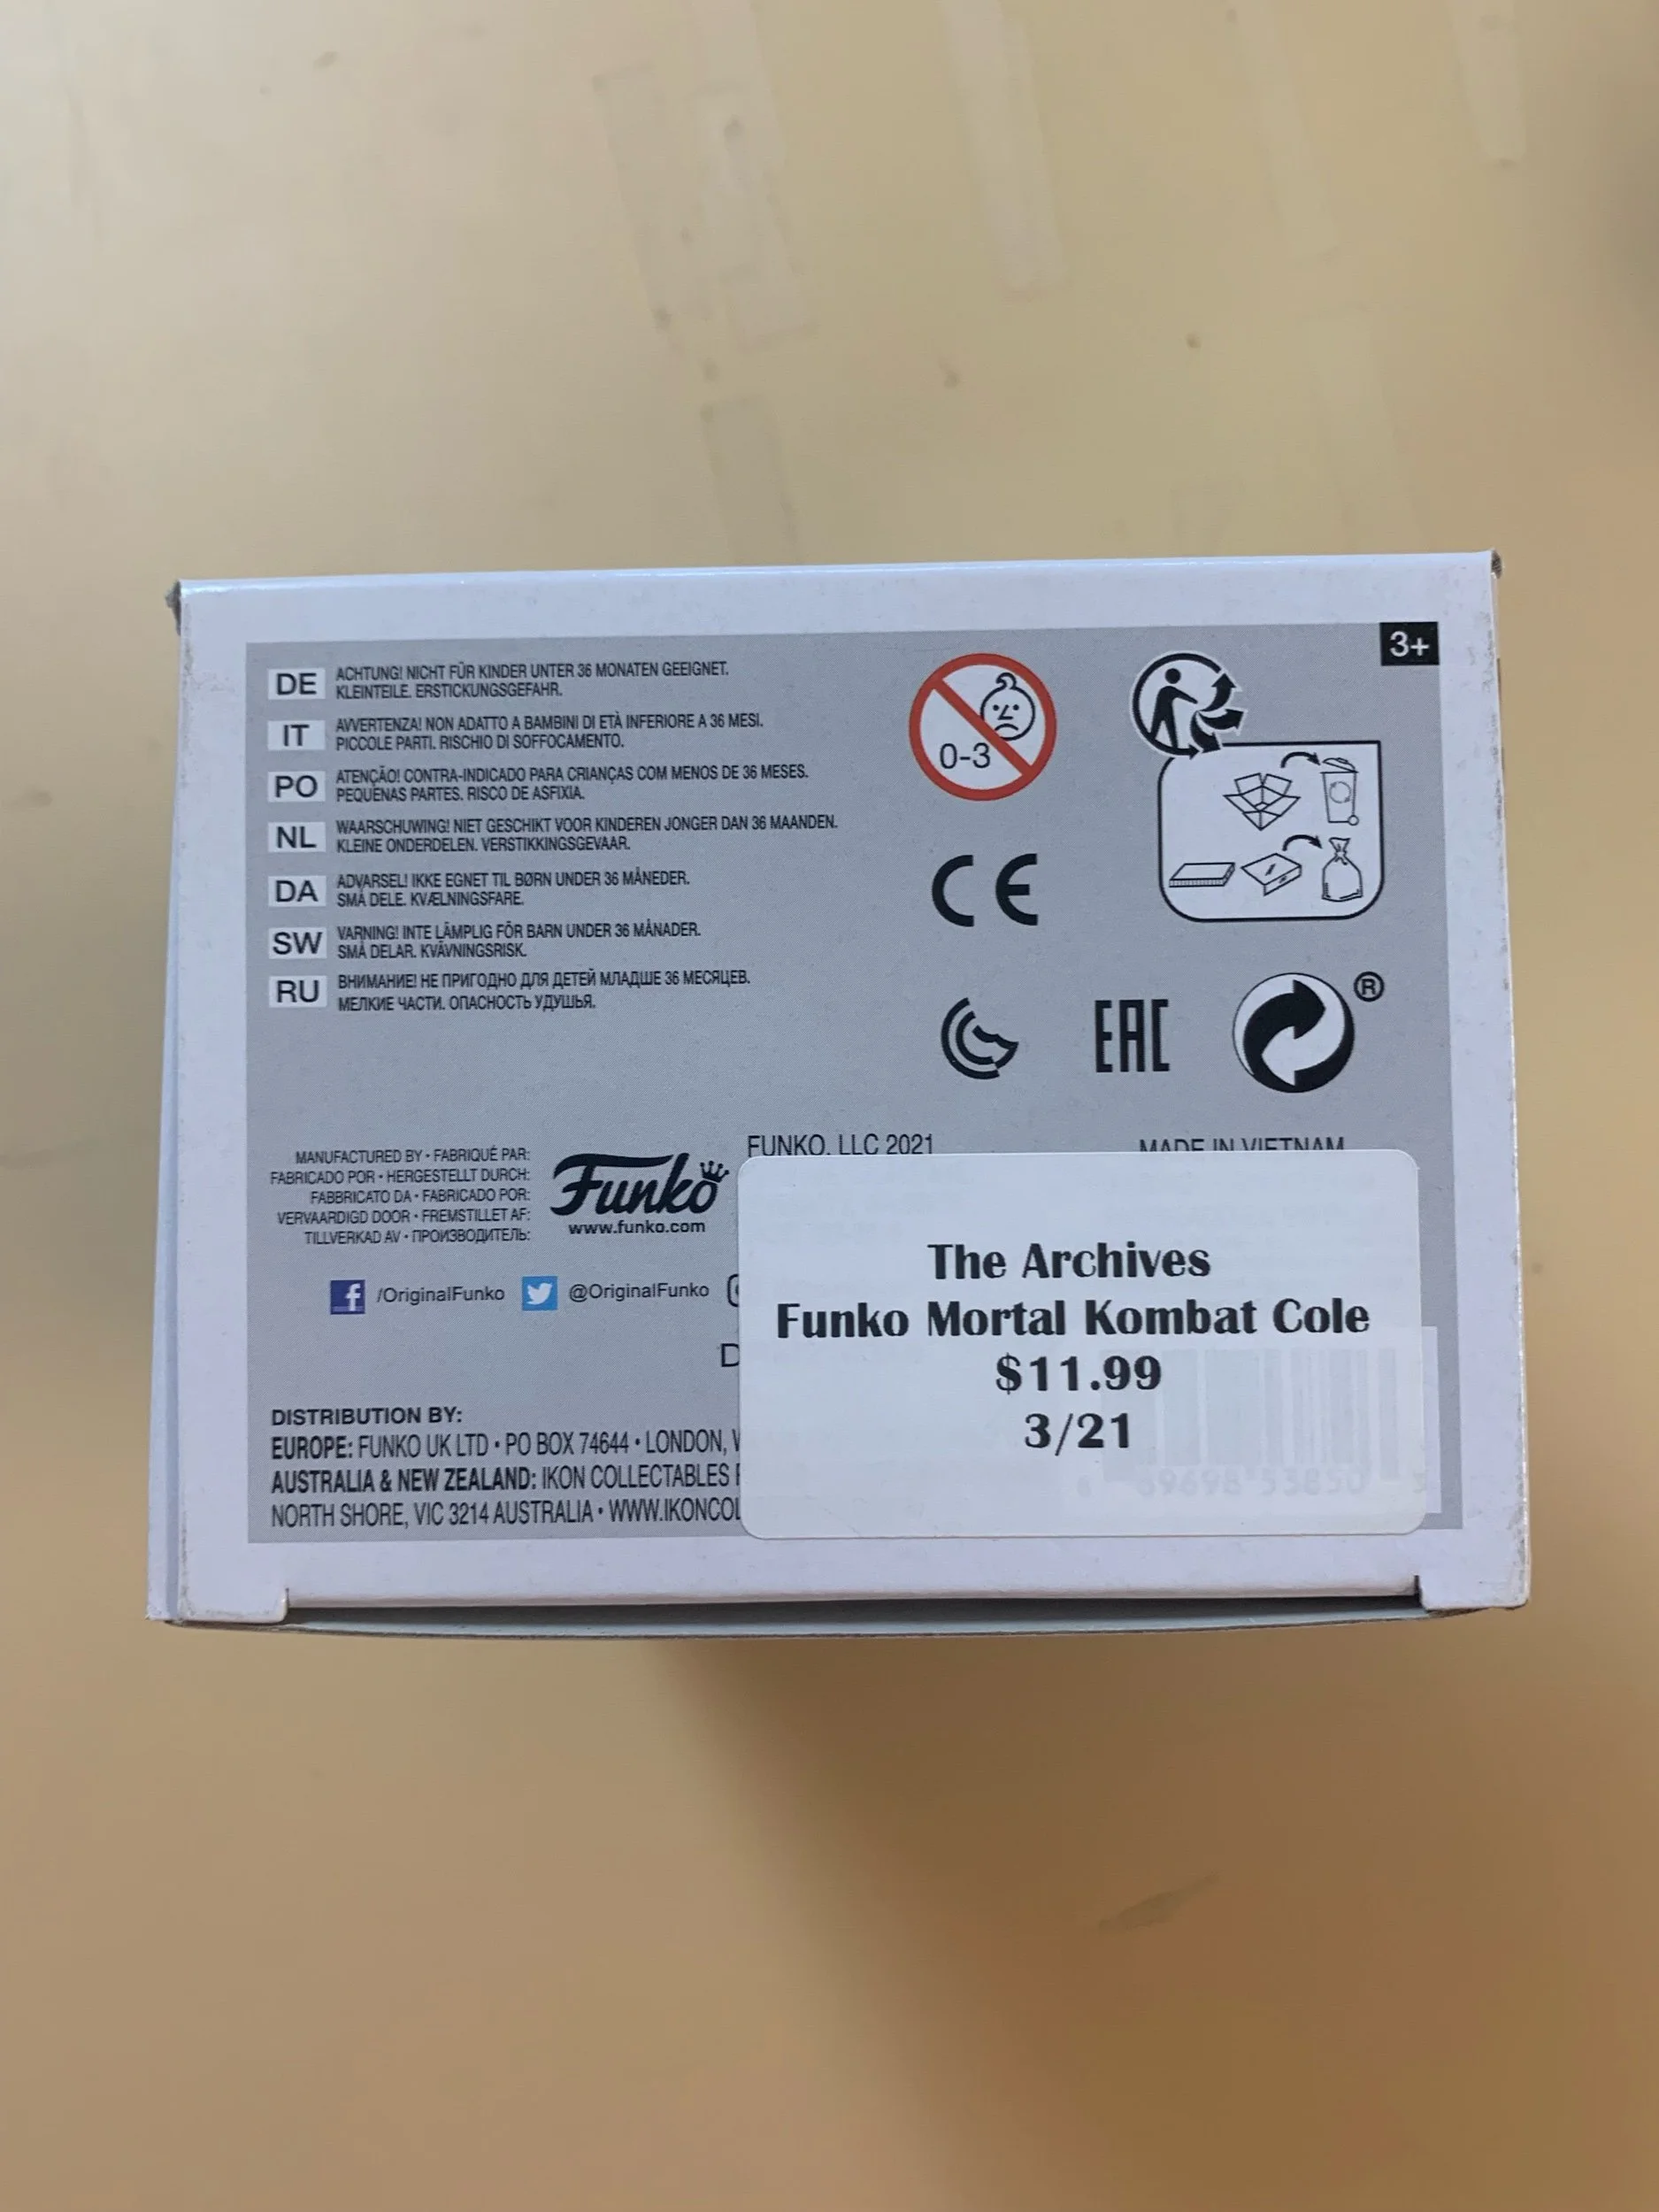 3+
DE
ACHTUNG! NICHT FÜR KINDER UNTER 36 MONATEN GEEIGNET.
KLEINTEILE. ERSTICKUNGSGEFAHR.
IT
AVVERTENZA! NON ADATTO A BAMBINI DI ETÀ INFERIORE A 36 MESI.
PICCOLE PARTI. RISCHIO DI SOFFOCAMENTO.
PO
ATENÇÃO! CONTRA-INDICADO PARA CRIANÇAS COM MENOS DE 36 MESES.
PEQUENAS PARTES. RISCO DE ASFIXIA.
NL
WAARSCHUWING! NIET GESCHIKT VOOR KINDEREN JONGER DAN 36 MAANDEN.
KLEINE ONDERDELEN. VERSTIKKINGSGEVAAR.
DA
ADVARSEL! IKKE EGNET TIL BØRN UNDER 36 MÅNEDER.
SMÅ DELE. KVÆLNINGSFARE.
SW
VARNING! INTE LÄMPLIG FÖR BARN UNDER 36 MÅNADER.
SMÅ DELAR. KVÄVNINGSRISK.
RU
ВНИМАНИЕ! НЕ ПРИГОДНО ДЛЯ ДЕТЕЙ МЛАДШЕ 36 МЕСЯЦЕВ.
МЕЛКИЕ ЧАСТИ. ОПАСНОСТЬ УДУШЬЯ.
0-3
CE
EAC
®
MANUFACTURED BY • FABRIQUÉ PAR:
FABRICADO POR • HERGESTELLT DURCH:
FABBRICATO DA • FABRICADO POR:
VERVAARDIGD DOOR • FREMSTILLET AF:
TILLVERKAD AV • ПРОИЗВОДИТЕЛЬ:
Funko
www.funko.com
FUNKO, LLC 2021
MADE IN VIETNAM
/OriginalFunko @OriginalFunko
D
DISTRIBUTION BY:
EUROPE: FUNKO UK LTD • PO BOX 74644 • LONDON,
AUSTRALIA & NEW ZEALAND: IKON COLLECTABLES
NORTH SHORE, VIC 3214 AUSTRALIA • WWW.IKONCOL
The Archives
Funko Mortal Kombat Cole
$11.99
3/21